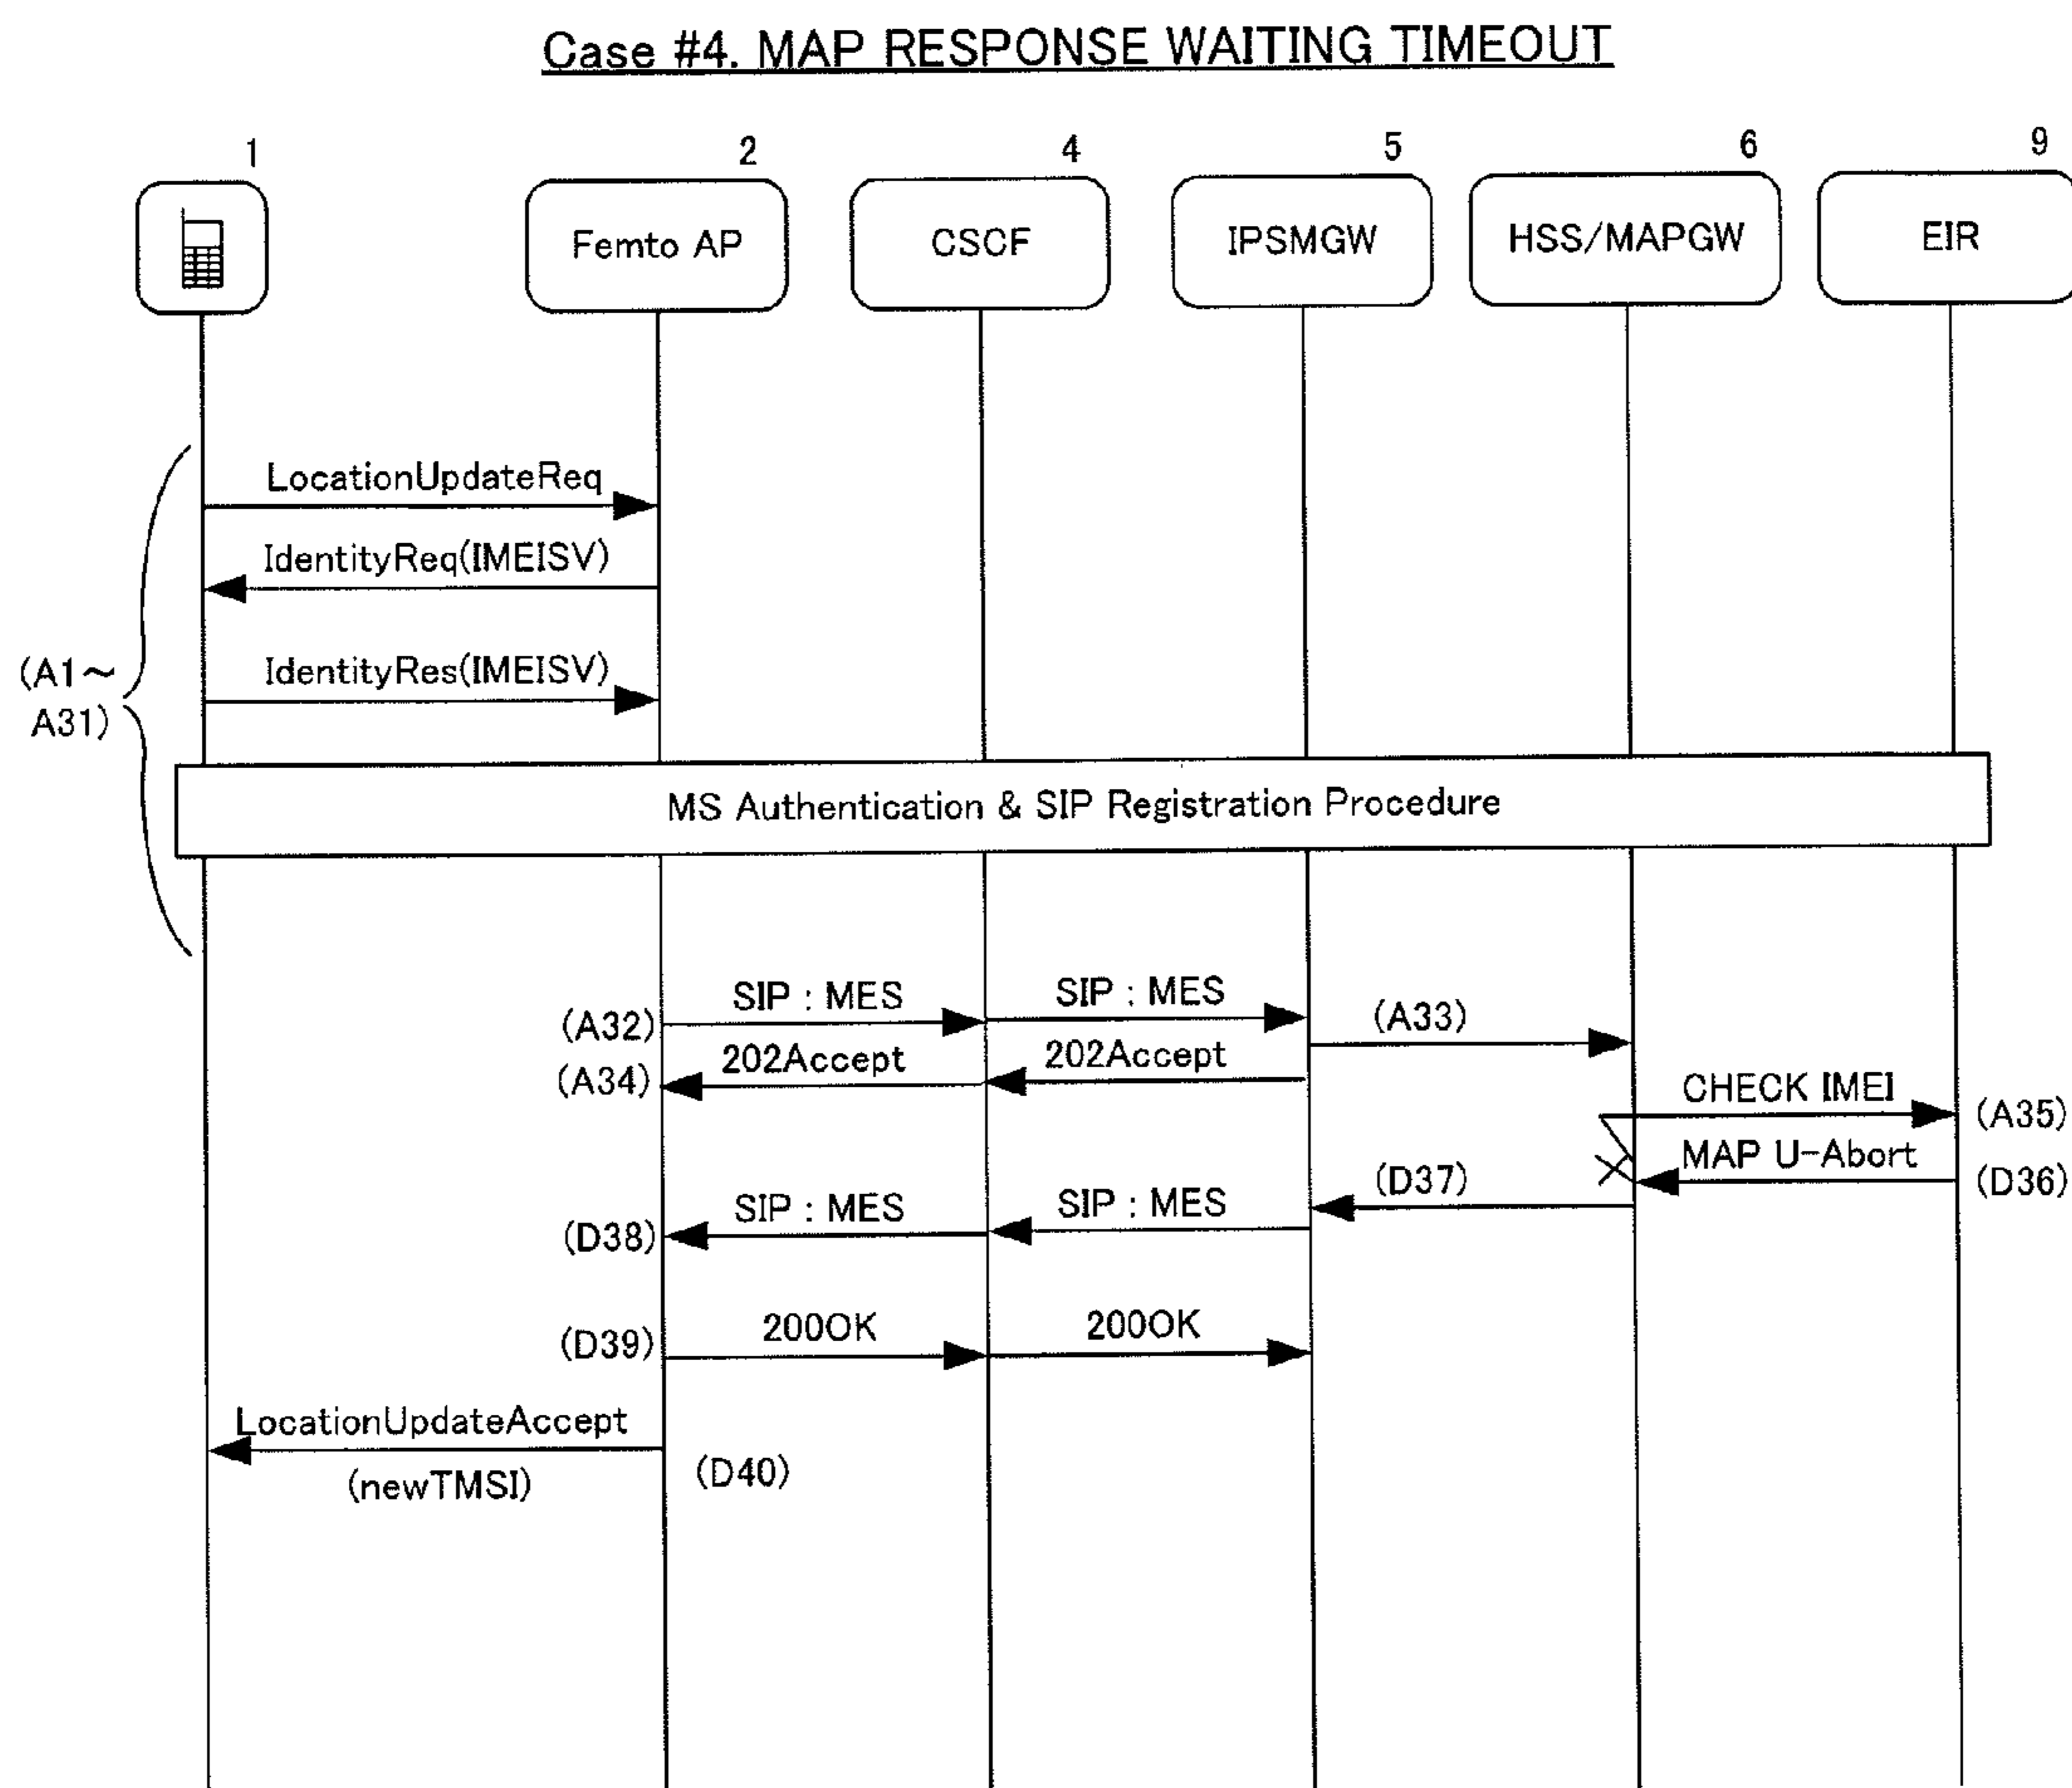 Case #4. MAP RESPONSE WAITING TIMEOUT
1
2
4
5
6
9
Femto AP
CSCF
IPSMGW
HSS/MAPGW
EIR
LocationUpdateReq
IdentityReq(IMEISV)
IdentityRes(IMEISV)
(A1～
A31)
MS Authentication & SIP Registration Procedure
(A32)
SIP : MES
SIP : MES
(A33)
(A34)
202Accept
202Accept
CHECK IMEI
(A35)
MAP U-Abort
(D36)
(D37)
(D38)
SIP : MES
SIP : MES
(D39)
200OK
200OK
LocationUpdateAccept
(newTMSI)
(D40)